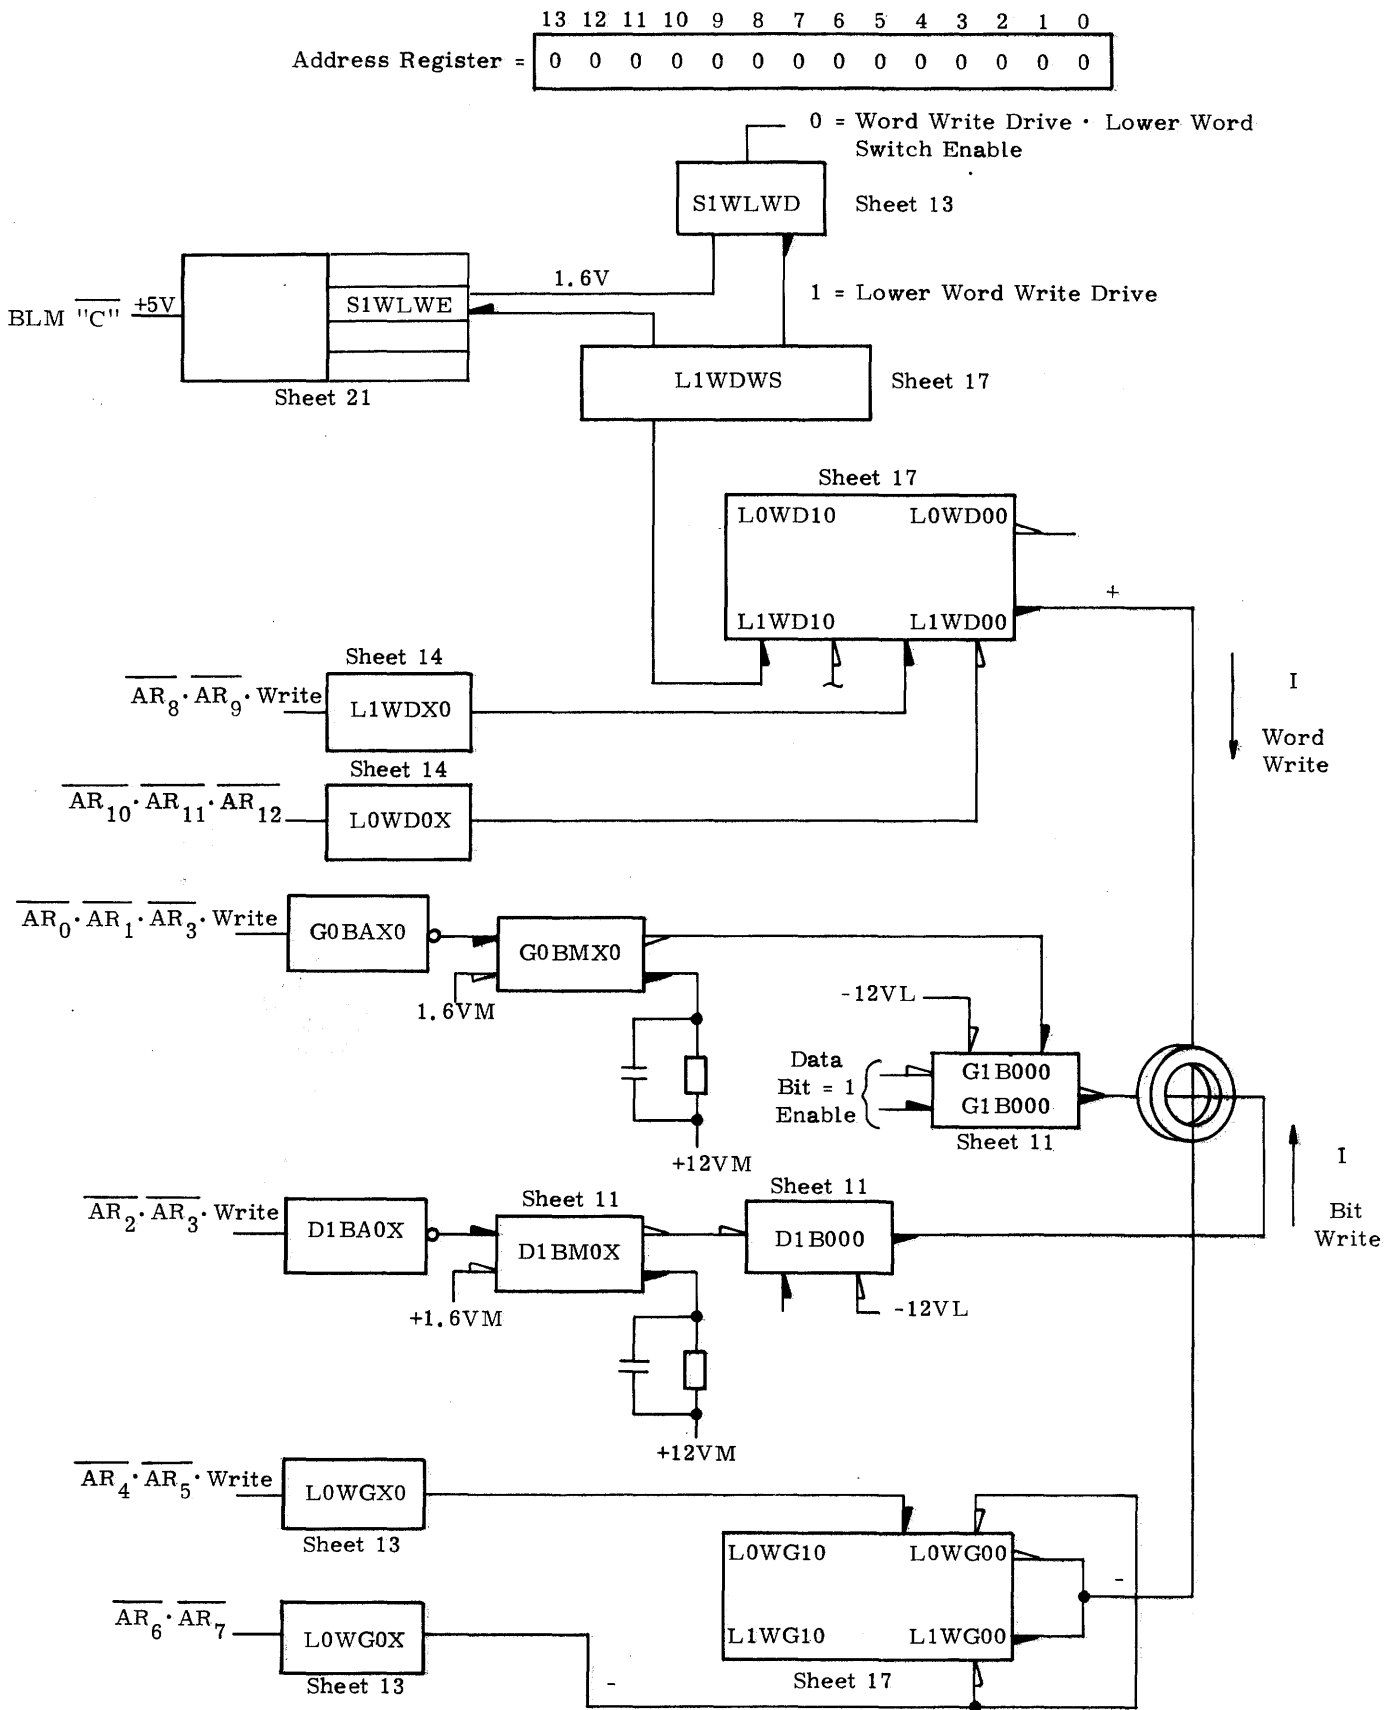 13 12 11 10 9 8 7 6 5 4 3 2 1 0
Address Register = 0 0 0 0 0 0 0 0 0 0 0 0 0 0
0 = Word Write Drive · Lower Word
Switch Enable
S1WLWD
Sheet 13
BLM "C"
+5V
S1WLWE
1.6V
1 = Lower Word Write Drive
Sheet 21
L1WDWS
Sheet 17
Sheet 17
L0WD10 L0WD00
L1WD10 L1WD00
+
Sheet 14
AR8 · AR9 · Write
L1WDX0
I
Word
Write
Sheet 14
AR10 · AR11 · AR12
L0WD0X
AR0 · AR1 · AR3 · Write
G0BAX0
G0BMX0
1.6VM
-12VL
Data
Bit = 1
Enable
G1B000
G1B000
Sheet 11
+12VM
I
Bit
Write
AR2 · AR3 · Write
D1BA0X
Sheet 11
D1BM0X
Sheet 11
D1B000
+1.6VM
-12VL
+12VM
AR4 · AR5 · Write
L0WGX0
Sheet 13
L0WG10 L0WG00
-
L1WG10 L1WG00
Sheet 17
AR6 · AR7
L0WG0X
Sheet 13
-